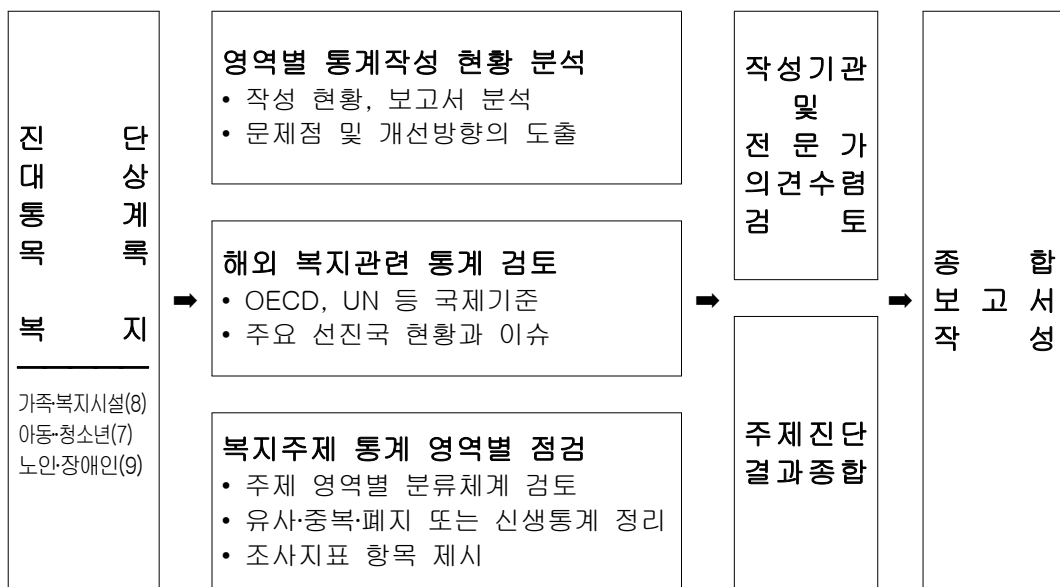 진 단
대 상
통 계
목 록
복 지
가족·복지시설(8)
아동·청소년(7)
노인·장애인(9)
➡
영역별 통계작성 현황 분석
• 작성 현황, 보고서 분석
• 문제점 및 개선방향의 도출
해외 복지관련 통계 검토
• OECD, UN 등 국제기준
• 주요 선진국 현황과 이슈
복지주제 통계 영역별 점검
• 주제 영역별 분류체계 검토
• 유사·중복·폐지 또는 신생통계 정리
• 조사지표 항목 제시
➡
작성기관
및
전 문 가
의견수렴
검 토
주제진단
결과종합
➡
종 합
보 고 서
작 성